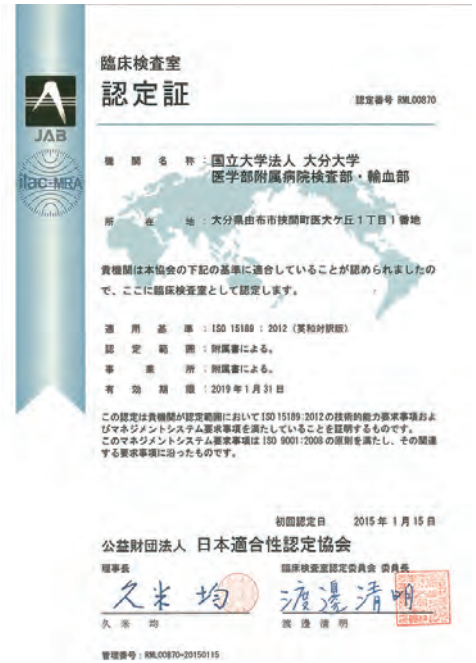 臨床検査室
認定証
認定番号 RML00870
JAB
ilac-MRA
機関名称：国立大学法人 大分大学
医学部附属病院検査部・輸血部
所在地：大分県由布市挾間町医大ケ丘1丁目1番地
貴機関は本協会の下記の基準に適合していることが認められましたの
で、ここに臨床検査室として認定します。
適用基準：ISO 15189：2012（英和対訳版）
認定範囲：附属書による。
事業所：附属書による。
有効期限：2019年1月31日
この認定は貴機関が認定範囲において ISO 15189:2012の技術的能力要求事項およ
びマネジメントシステム要求事項を満たしていることを証明するものです。
このマネジメントシステム要求事項は ISO 9001:2008の原則を満たし、その関連
する要求事項に沿ったものです。
初回認定日 2015年1月15日
公益財団法人 日本適合性認定協会
理事長 臨床検査室認定委員会 委員長
久米均 渡邊清明
久米均 渡邊清明
管理番号：RML00870-20150115